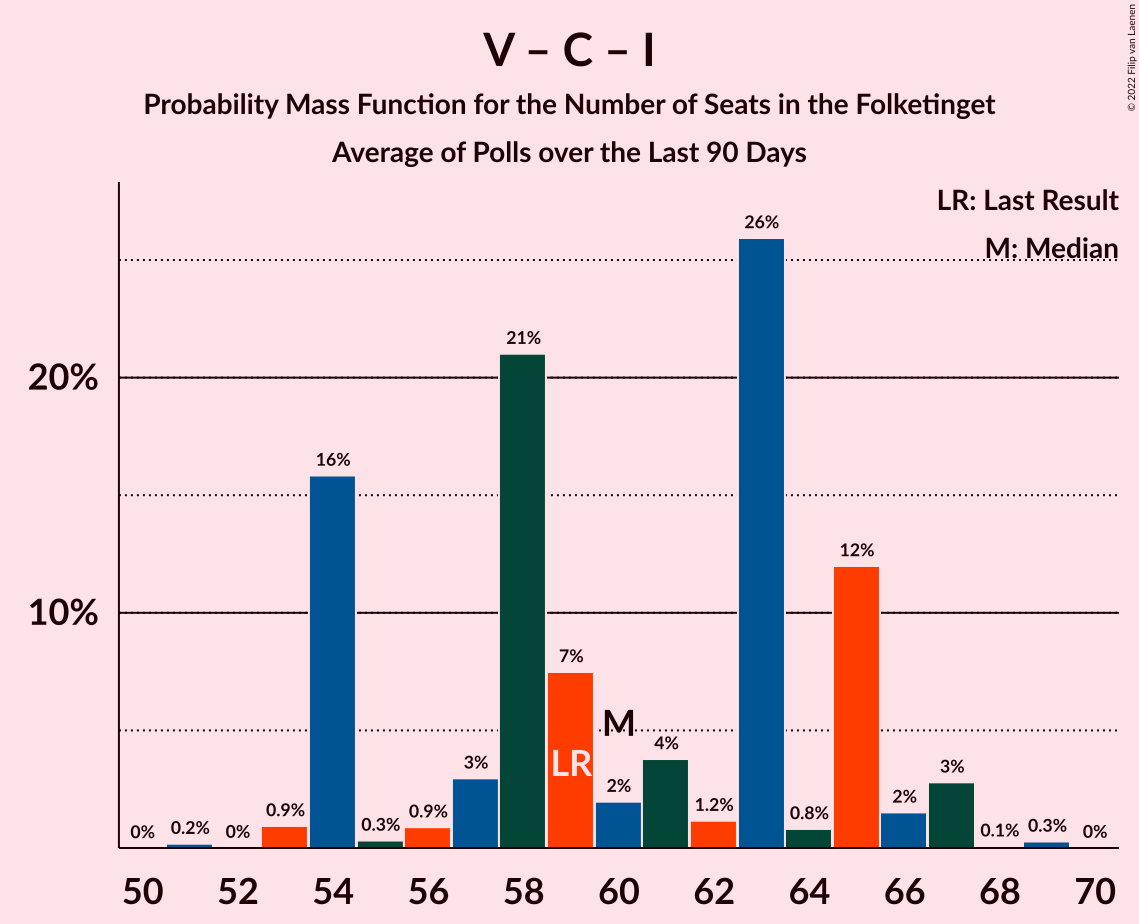 V – C – I
Probability Mass Function for the Number of Seats in the Folketinget
Average of Polls over the Last 90 Days
© 2022 Filip van Laenen
LR: Last Result
M: Median
26%
21%
20%
16%
12%
10%
7%
M
LR
4%
3%
3%
2%
2%
1.2%
0.9%
0.9%
0.8%
0.3%
0.3%
0.2%
0.1%
0%
0%
0%
50 52 54 56 58 60 62 64 66 68 70